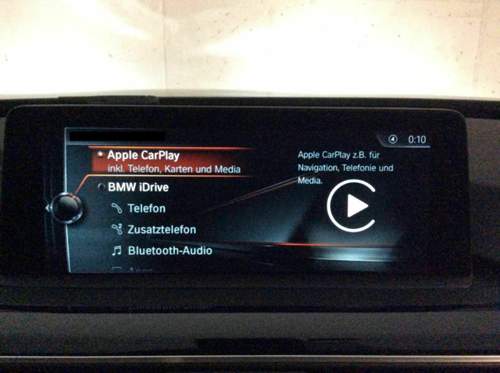 0:10
Apple CarPlay
inkl. Telefon, Karten und Media
BMW iDrive
Telefon
Zusatztelefon
Bluetooth-Audio
Apple CarPlay z.B. für
Navigation, Telefonie und
Media.